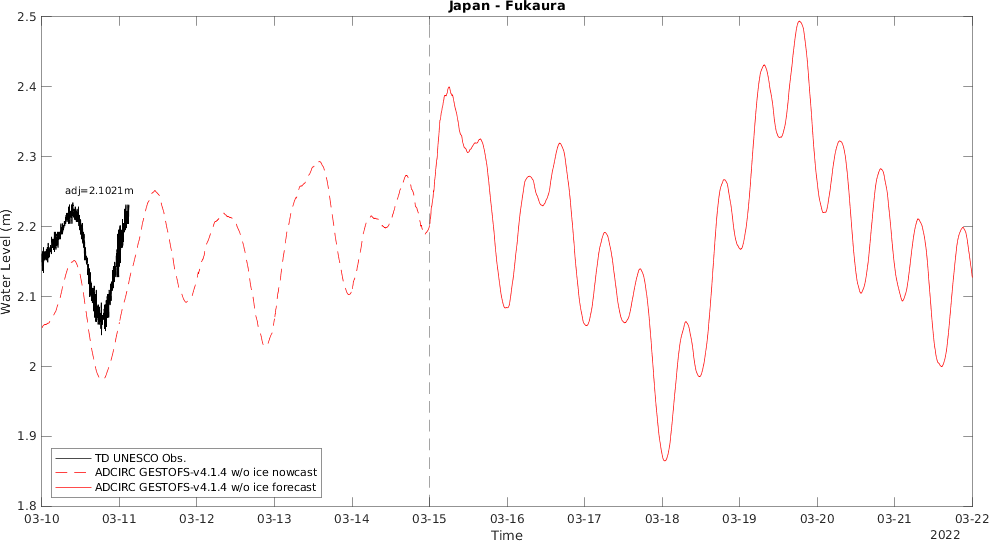 Japan - Fukaura
2.5
2.4
2.3
2.2
2.1
2
1.9
1.8
Water Level (m)
adj=2.1021m
TD UNESCO Obs.
ADCIRC GESTOFS-v4.1.4 w/o ice nowcast
ADCIRC GESTOFS-v4.1.4 w/o ice forecast
03-10 03-11 03-12 03-13 03-14 03-15 03-16 03-17 03-18 03-19 03-20 03-21 03-22
Time
2022